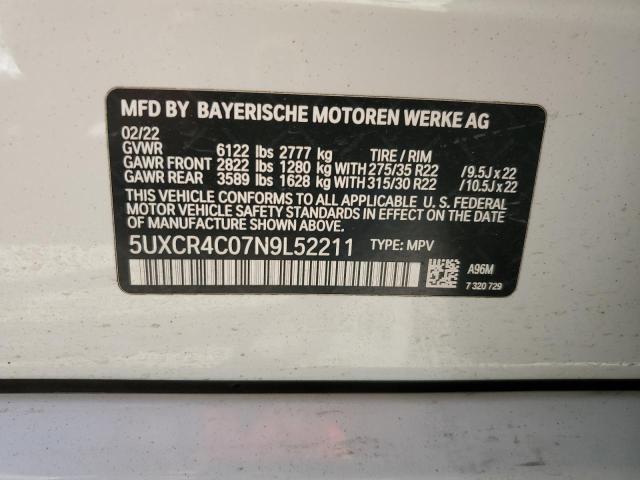 MFD BY BAYERISCHE MOTOREN WERKE AG
02/22
GVWR 6122 lbs 2777 kg TIRE / RIM
GAWR FRONT 2822 lbs 1280 kg WITH 275/35 R22 / 9.5J x 22
GAWR REAR 3589 lbs 1628 kg WITH 315/30 R22 / 10.5J x 22
THIS VEHICLE CONFORMS TO ALL APPLICABLE U. S. FEDERAL
MOTOR VEHICLE SAFETY STANDARDS IN EFFECT ON THE DATE
OF MANUFACTURE SHOWN ABOVE.
5UXCR4C07N9L52211 TYPE: MPV
A96M
7 320 729